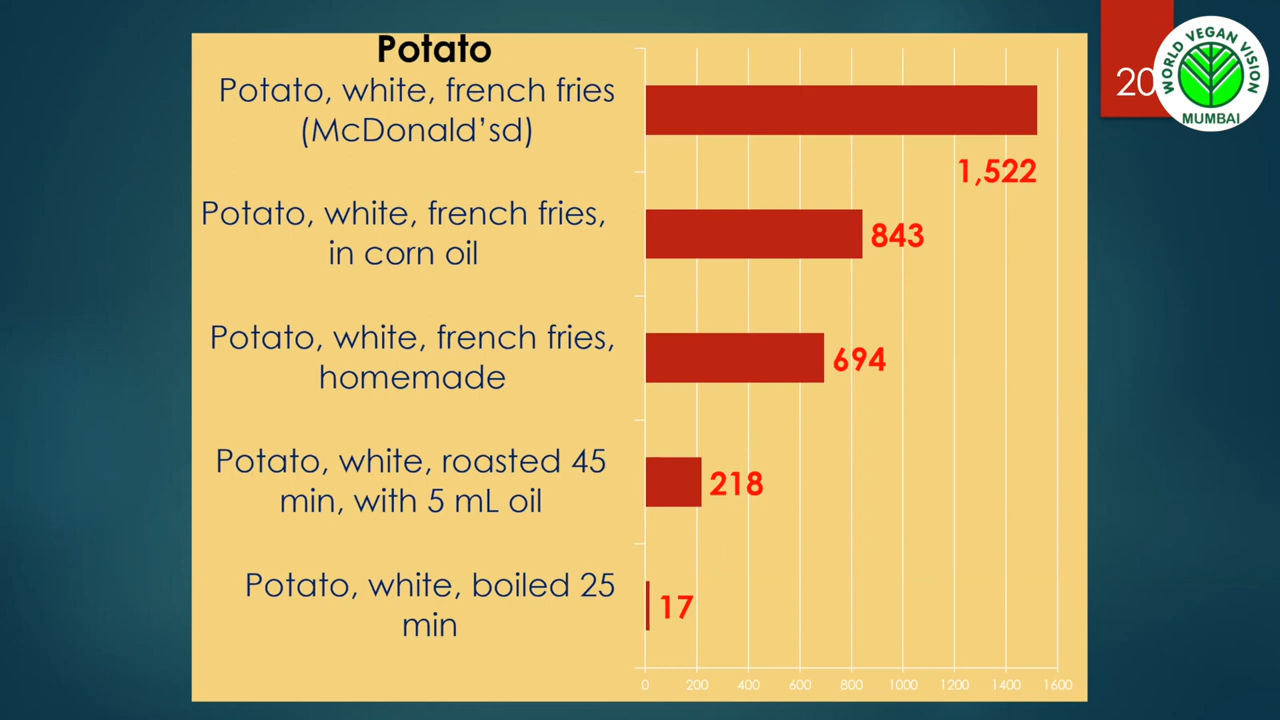 Potato
Potato, white, french fries
(McDonald'sd)
1,522
Potato, white, french fries,
in corn oil
843
Potato, white, french fries,
homemade
694
Potato, white, roasted 45
min, with 5 mL oil
218
Potato, white, boiled 25
min
17
0 200 400 600 800 1000 1200 1400 1600
20
WORLD VEGAN VISION
MUMBAI